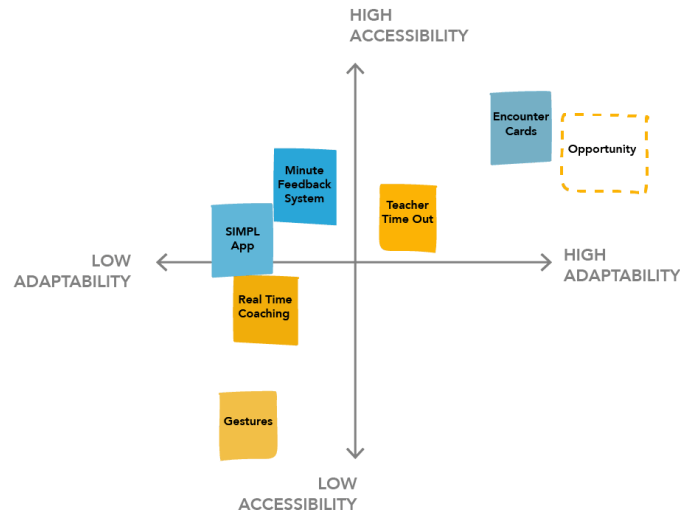 HIGH
ACCESSIBILITY
Encounter
Cards
Opportunity
Minute
Feedback
System
Teacher
Time Out
SIMPL
App
LOW
ADAPTABILITY
HIGH
ADAPTABILITY
Real Time
Coaching
Gestures
LOW
ACCESSIBILITY